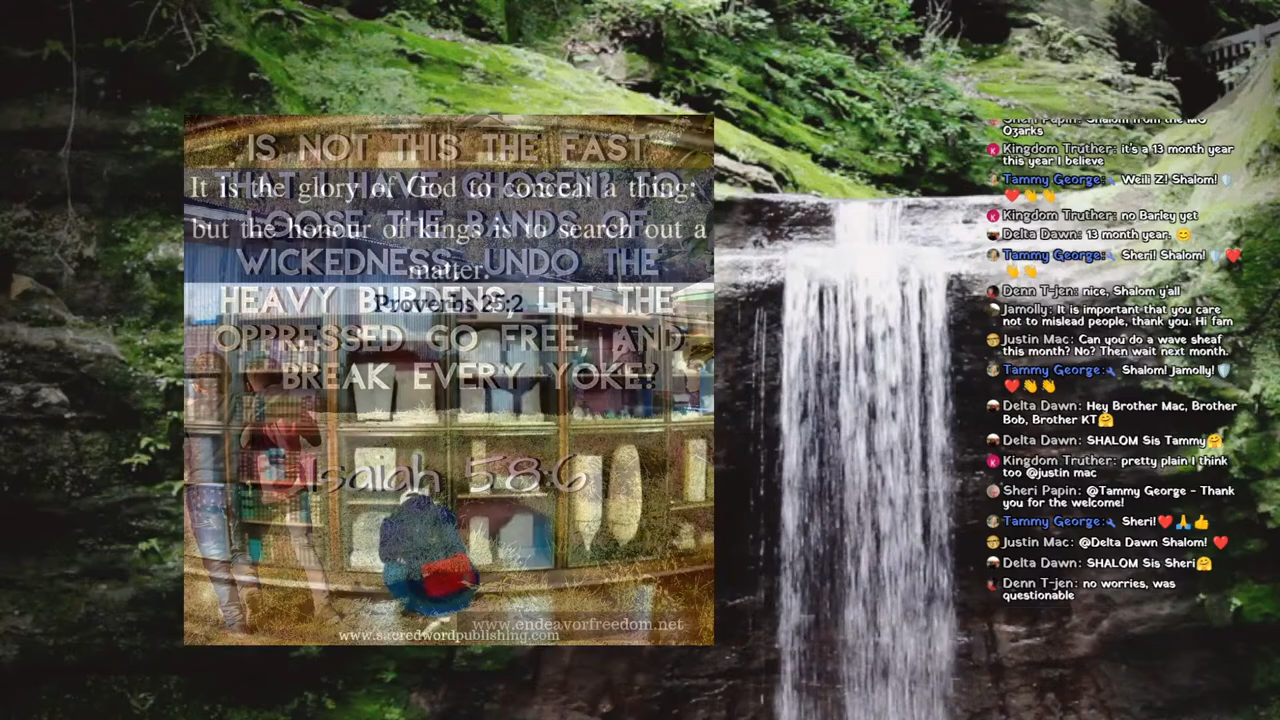 IS NOT THIS THE FAST
THAT I HAVE CHOSEN? TO
LOOSE THE BANDS OF
WICKEDNESS, UNDO THE
HEAVY BURDENS, LET THE
OPPRESSED GO FREE, AND
BREAK EVERY YOKE?
Isaiah 58:6
www.endeavorfreedom.net
It is the glory of God to conceal a thing:
but the honour of kings is to search out a
matter.
Proverbs 25:2
www.sacredwordpublishing.com
Sheri Papin: Shalom from the MO
Ozarks
Kingdom Truther: it's a 13 month year
this year I believe
Tammy George: Weili Z! Shalom! 🛡️
❤️👏👏
Kingdom Truther: no Barley yet
Delta Dawn: 13 month year. 😊
Tammy George: Sheri! Shalom! 🛡️❤️
👏👏
Denn T-jen: nice, Shalom y'all
Jamolly: It is important that you care
not to mislead people, thank you. Hi fam
Justin Mac: Can you do a wave sheaf
this month? No? Then wait next month.
Tammy George: Shalom! Jamolly!🛡️
❤️👏👏
Delta Dawn: Hey Brother Mac, Brother
Bob, Brother KT🤗
Delta Dawn: SHALOM Sis Tammy🤗
Kingdom Truther: pretty plain I think
too @justin mac
Sheri Papin: @Tammy George - Thank
you for the welcome!
Tammy George: Sheri!❤️🙏👍
Justin Mac: @Delta Dawn Shalom! ❤️
Delta Dawn: SHALOM Sis Sheri🤗
Denn T-jen: no worries, was
questionable